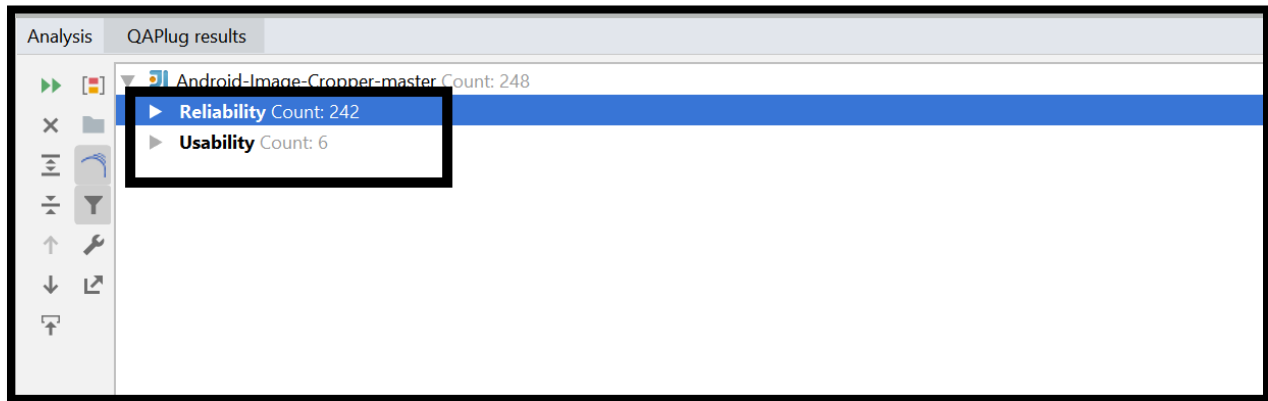 Analysis QAPlug results
Android-Image-Cropper-master Count: 248
Reliability Count: 242
Usability Count: 6